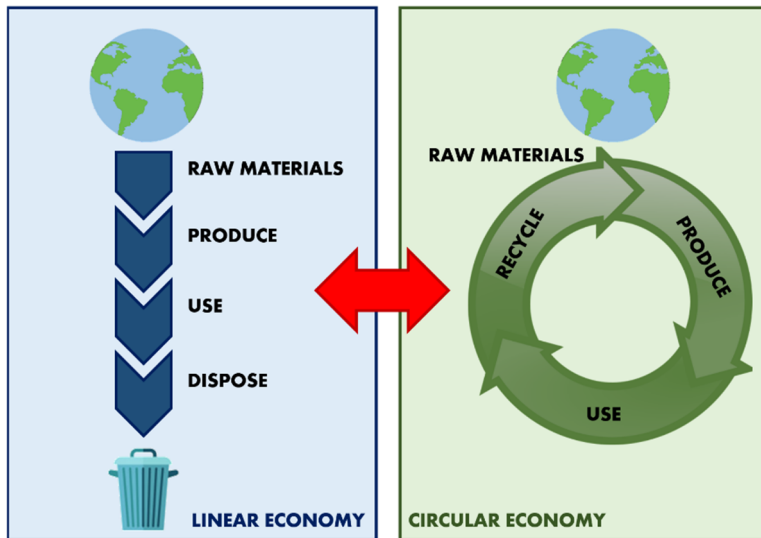 RAW MATERIALS
PRODUCE
USE
DISPOSE
LINEAR ECONOMY
RAW MATERIALS
PRODUCE
USE
RECYCLE
CIRCULAR ECONOMY